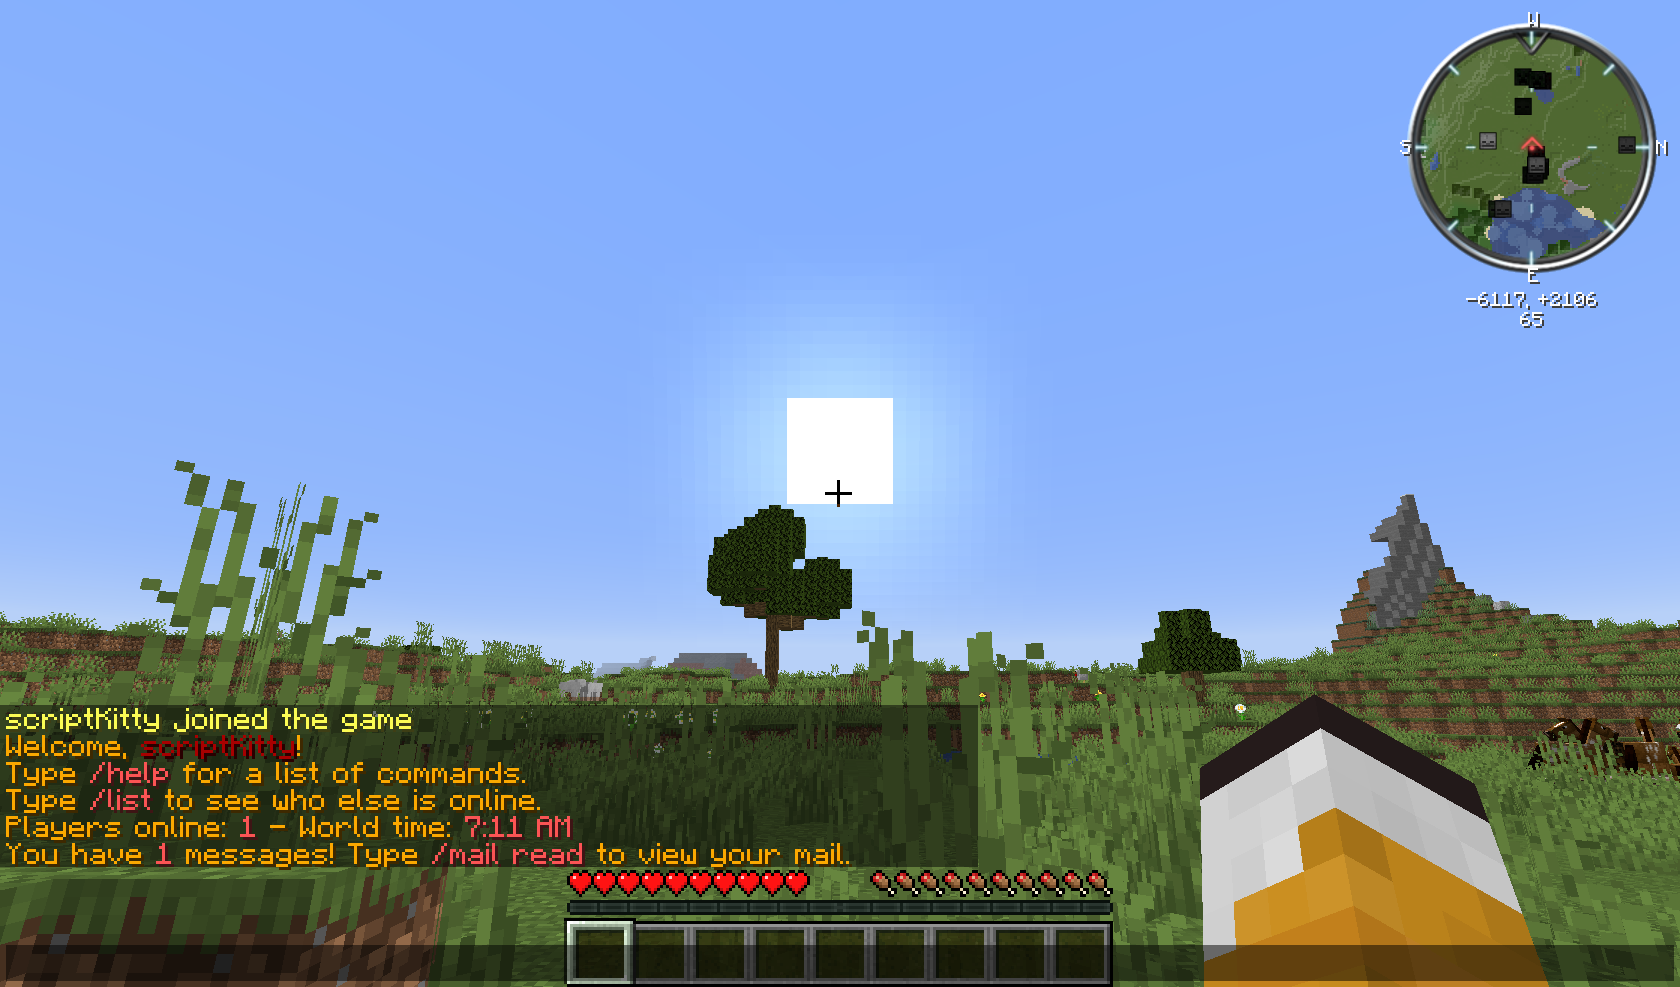 W
S
N
E
-6117, +2106
65
scriptKitty joined the game
Welcome, scriptKitty!
Type /help for a list of commands.
Type /list to see who else is online.
Players online: 1 - World time: 7:11 AM
You have 1 messages! Type /mail read to view your mail.